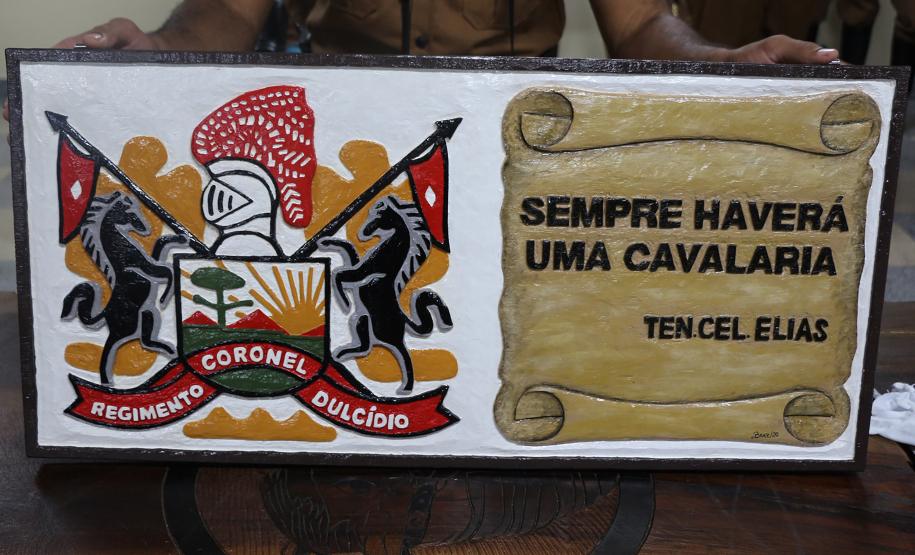 REGIMENTO CORONEL DULCÍDIO
SEMPRE HAVERÁ
UMA CAVALARIA
TEN.CEL.ELIAS